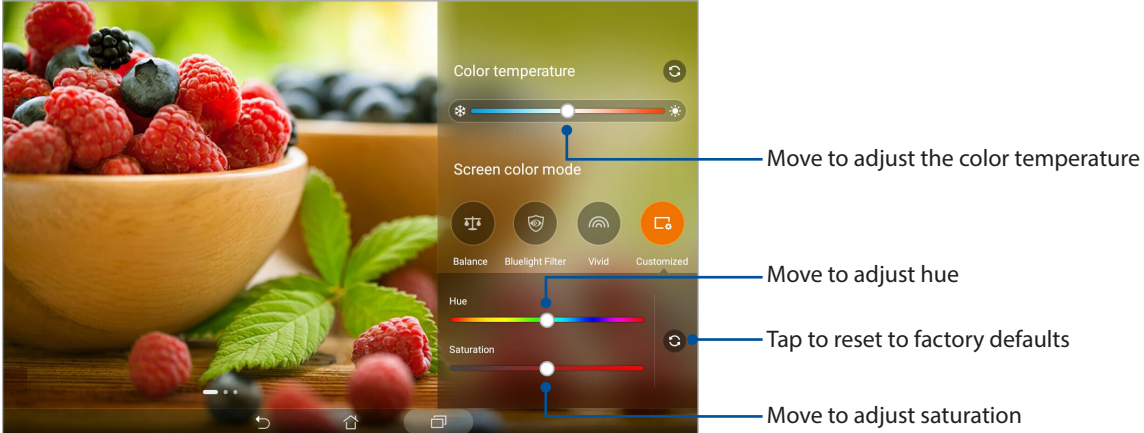 Color temperature
Move to adjust the color temperature
Screen color mode
Balance Bluelight Filter Vivid Customized
Move to adjust hue
Hue
Tap to reset to factory defaults
Saturation
Move to adjust saturation